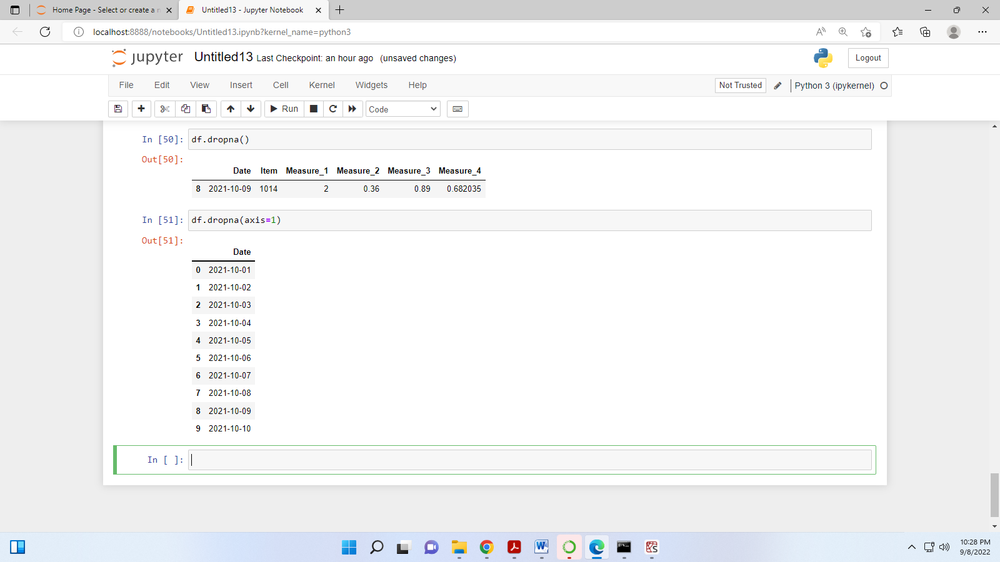 Home Page - Select or create a n
Untitled13 - Jupyter Notebook
localhost:8888/notebooks/Untitled13.ipynb?kernel_name=python3
jupyter Untitled13 Last Checkpoint: an hour ago (unsaved changes)
Logout
File Edit View Insert Cell Kernel Widgets Help
Not Trusted
Python 3 (ipykernel)
Run
Code
In [50]: df.dropna()
Out[50]:
Date Item Measure_1 Measure_2 Measure_3 Measure_4
8 2021-10-09 1014 2 0.36 0.89 0.682035
In [51]: df.dropna(axis=1)
Out[51]:
Date
0 2021-10-01
1 2021-10-02
2 2021-10-03
3 2021-10-04
4 2021-10-05
5 2021-10-06
6 2021-10-07
7 2021-10-08
8 2021-10-09
9 2021-10-10
In [ ]:
10:28 PM
9/8/2022